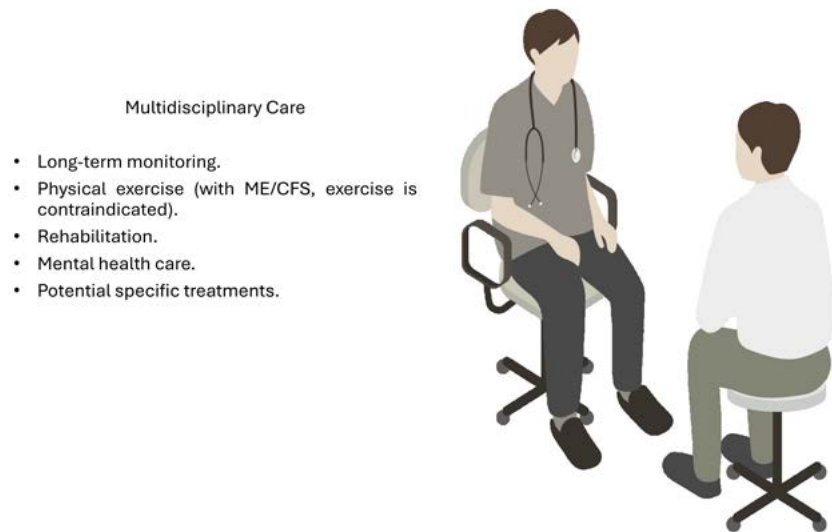 Multidisciplinary Care
• Long-term monitoring.
• Physical exercise (with ME/CFS, exercise is
contraindicated).
• Rehabilitation.
• Mental health care.
• Potential specific treatments.